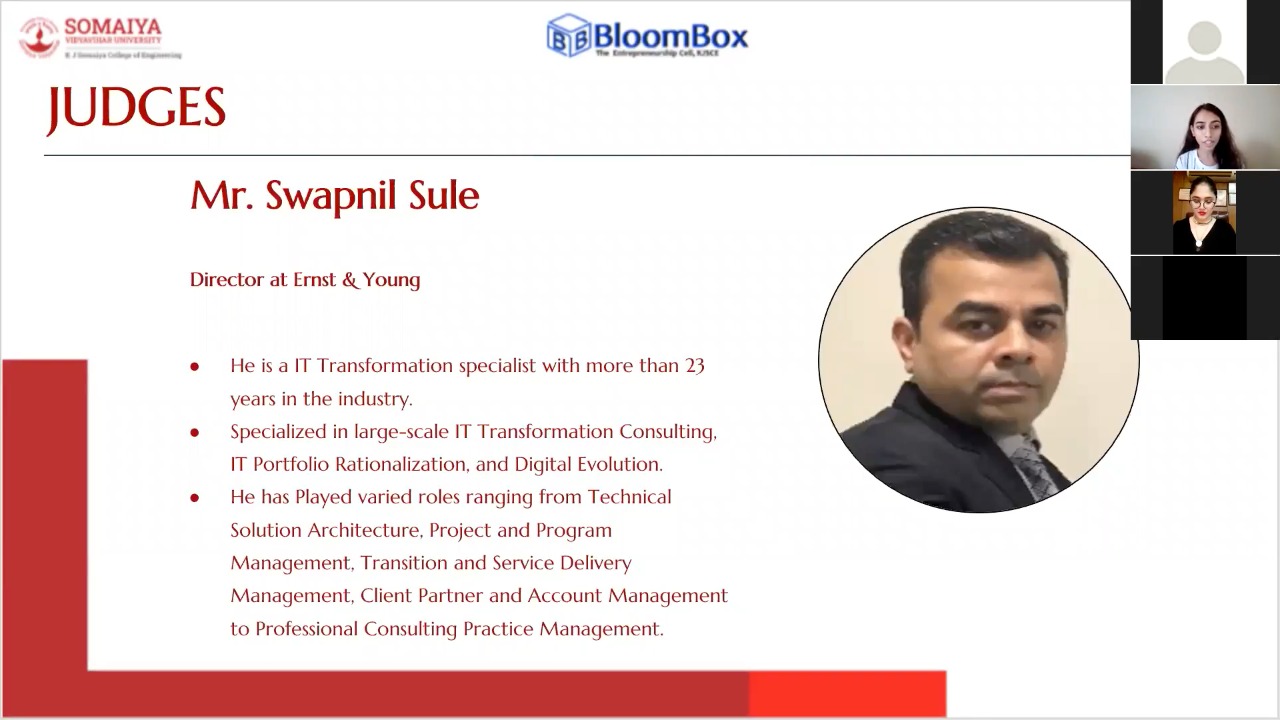 SOMAIYA
VIDYAVIHAR UNIVERSITY
K J Somaiya College of Engineering
BloomBox
The Entrepreneurship Cell, KJSCE
JUDGES
Mr. Swapnil Sule
Director at Ernst & Young
● He is a IT Transformation specialist with more than 23
years in the industry.
● Specialized in large-scale IT Transformation Consulting,
IT Portfolio Rationalization, and Digital Evolution.
● He has Played varied roles ranging from Technical
Solution Architecture, Project and Program
Management, Transition and Service Delivery
Management, Client Partner and Account Management
to Professional Consulting Practice Management.